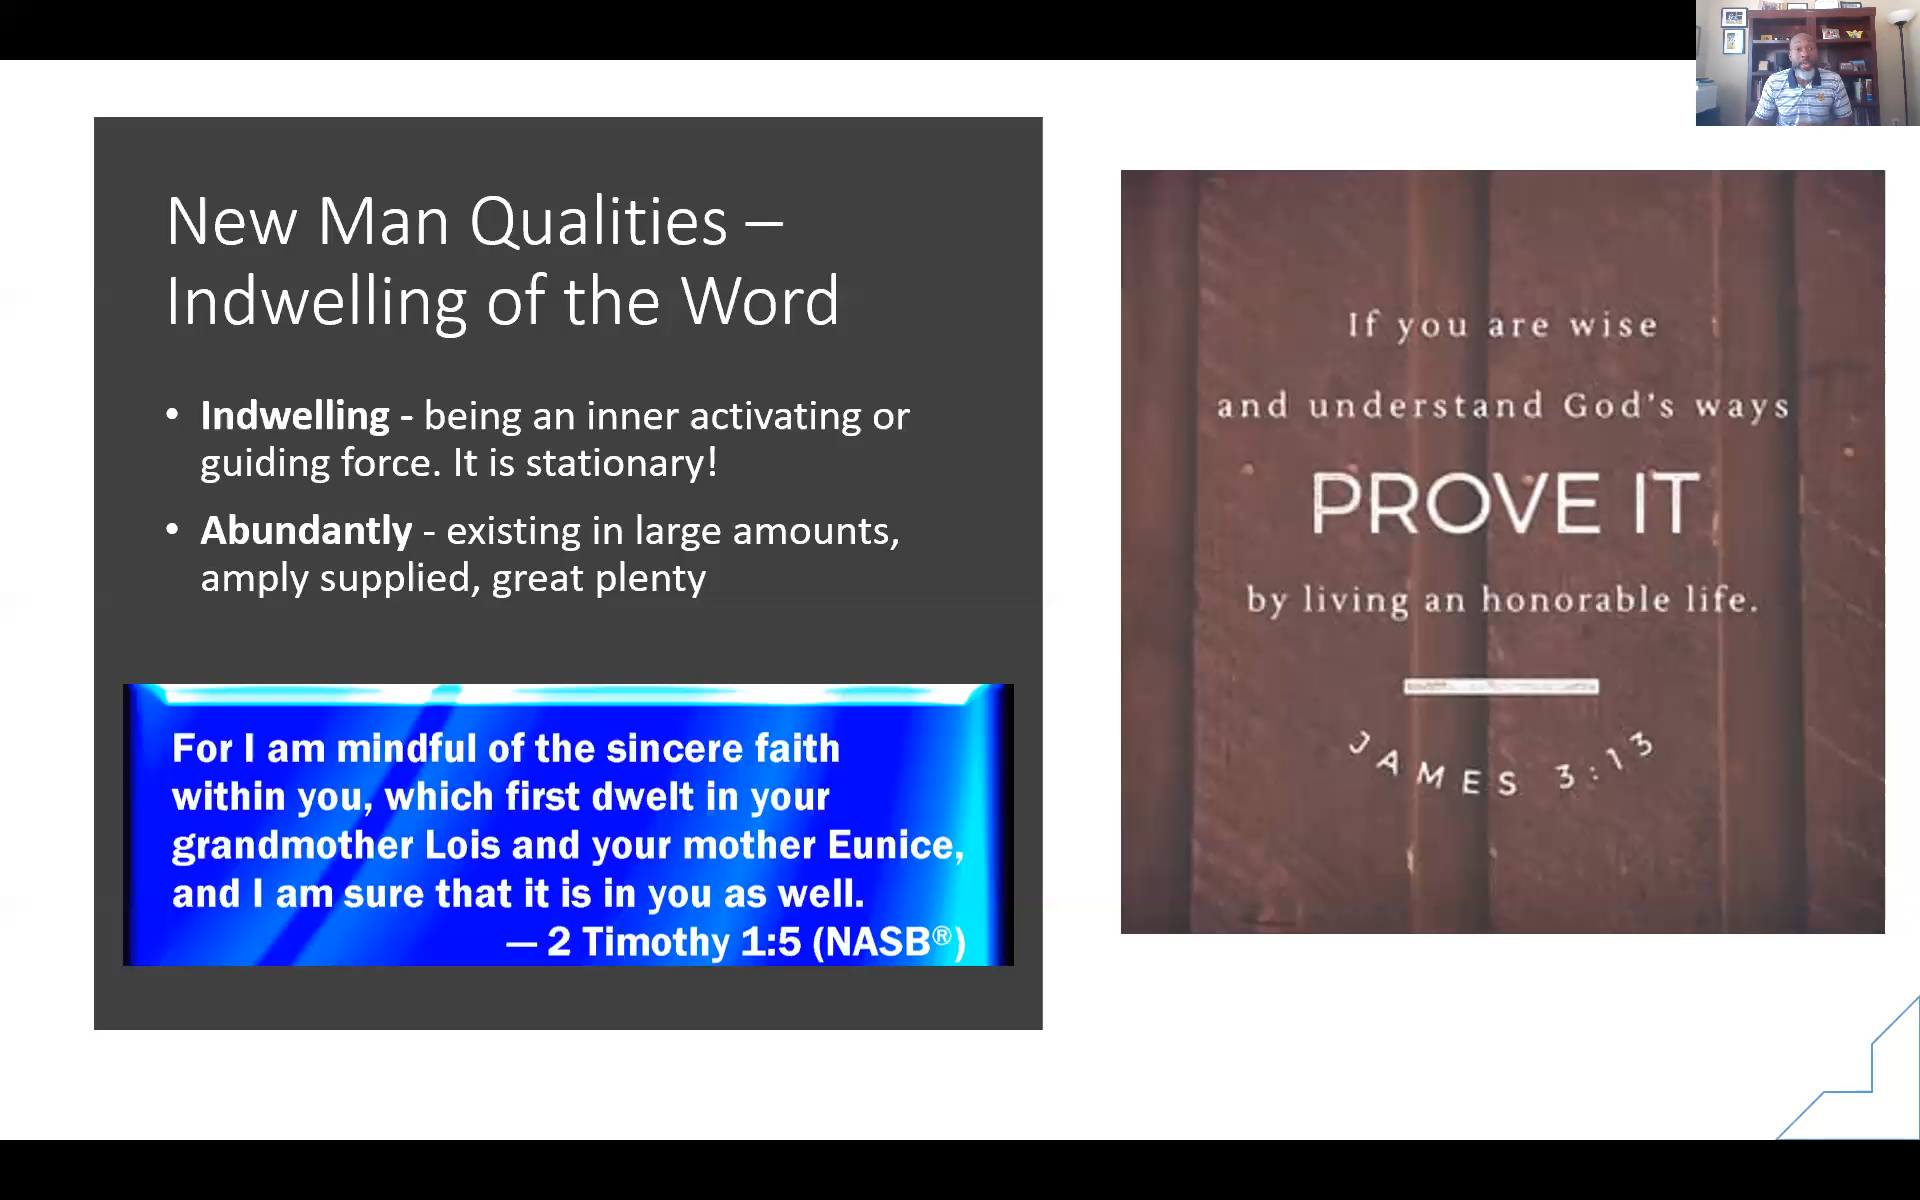 New Man Qualities –
Indwelling of the Word
• Indwelling - being an inner activating or
guiding force. It is stationary!
• Abundantly - existing in large amounts,
amply supplied, great plenty
For I am mindful of the sincere faith
within you, which first dwelt in your
grandmother Lois and your mother Eunice,
and I am sure that it is in you as well.
— 2 Timothy 1:5 (NASB®)
If you are wise
and understand God's ways
PROVE IT
by living an honorable life.
JAMES 3:13